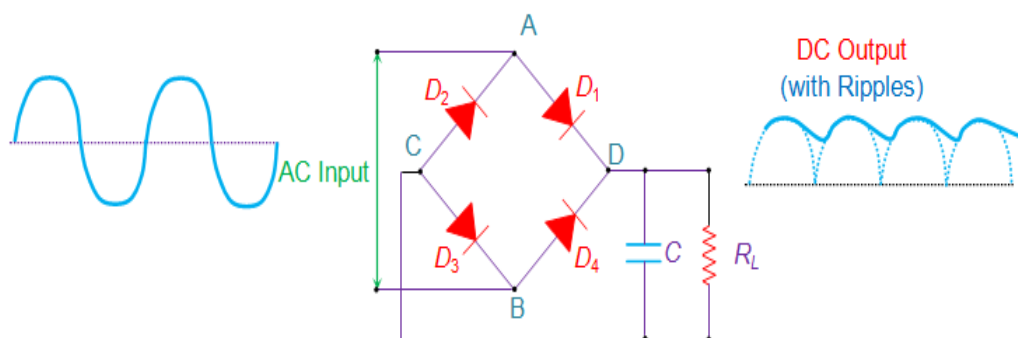 A
DC Output
(with Ripples)
D2
D1
C
D
AC Input
D3
D4
C
RL
B